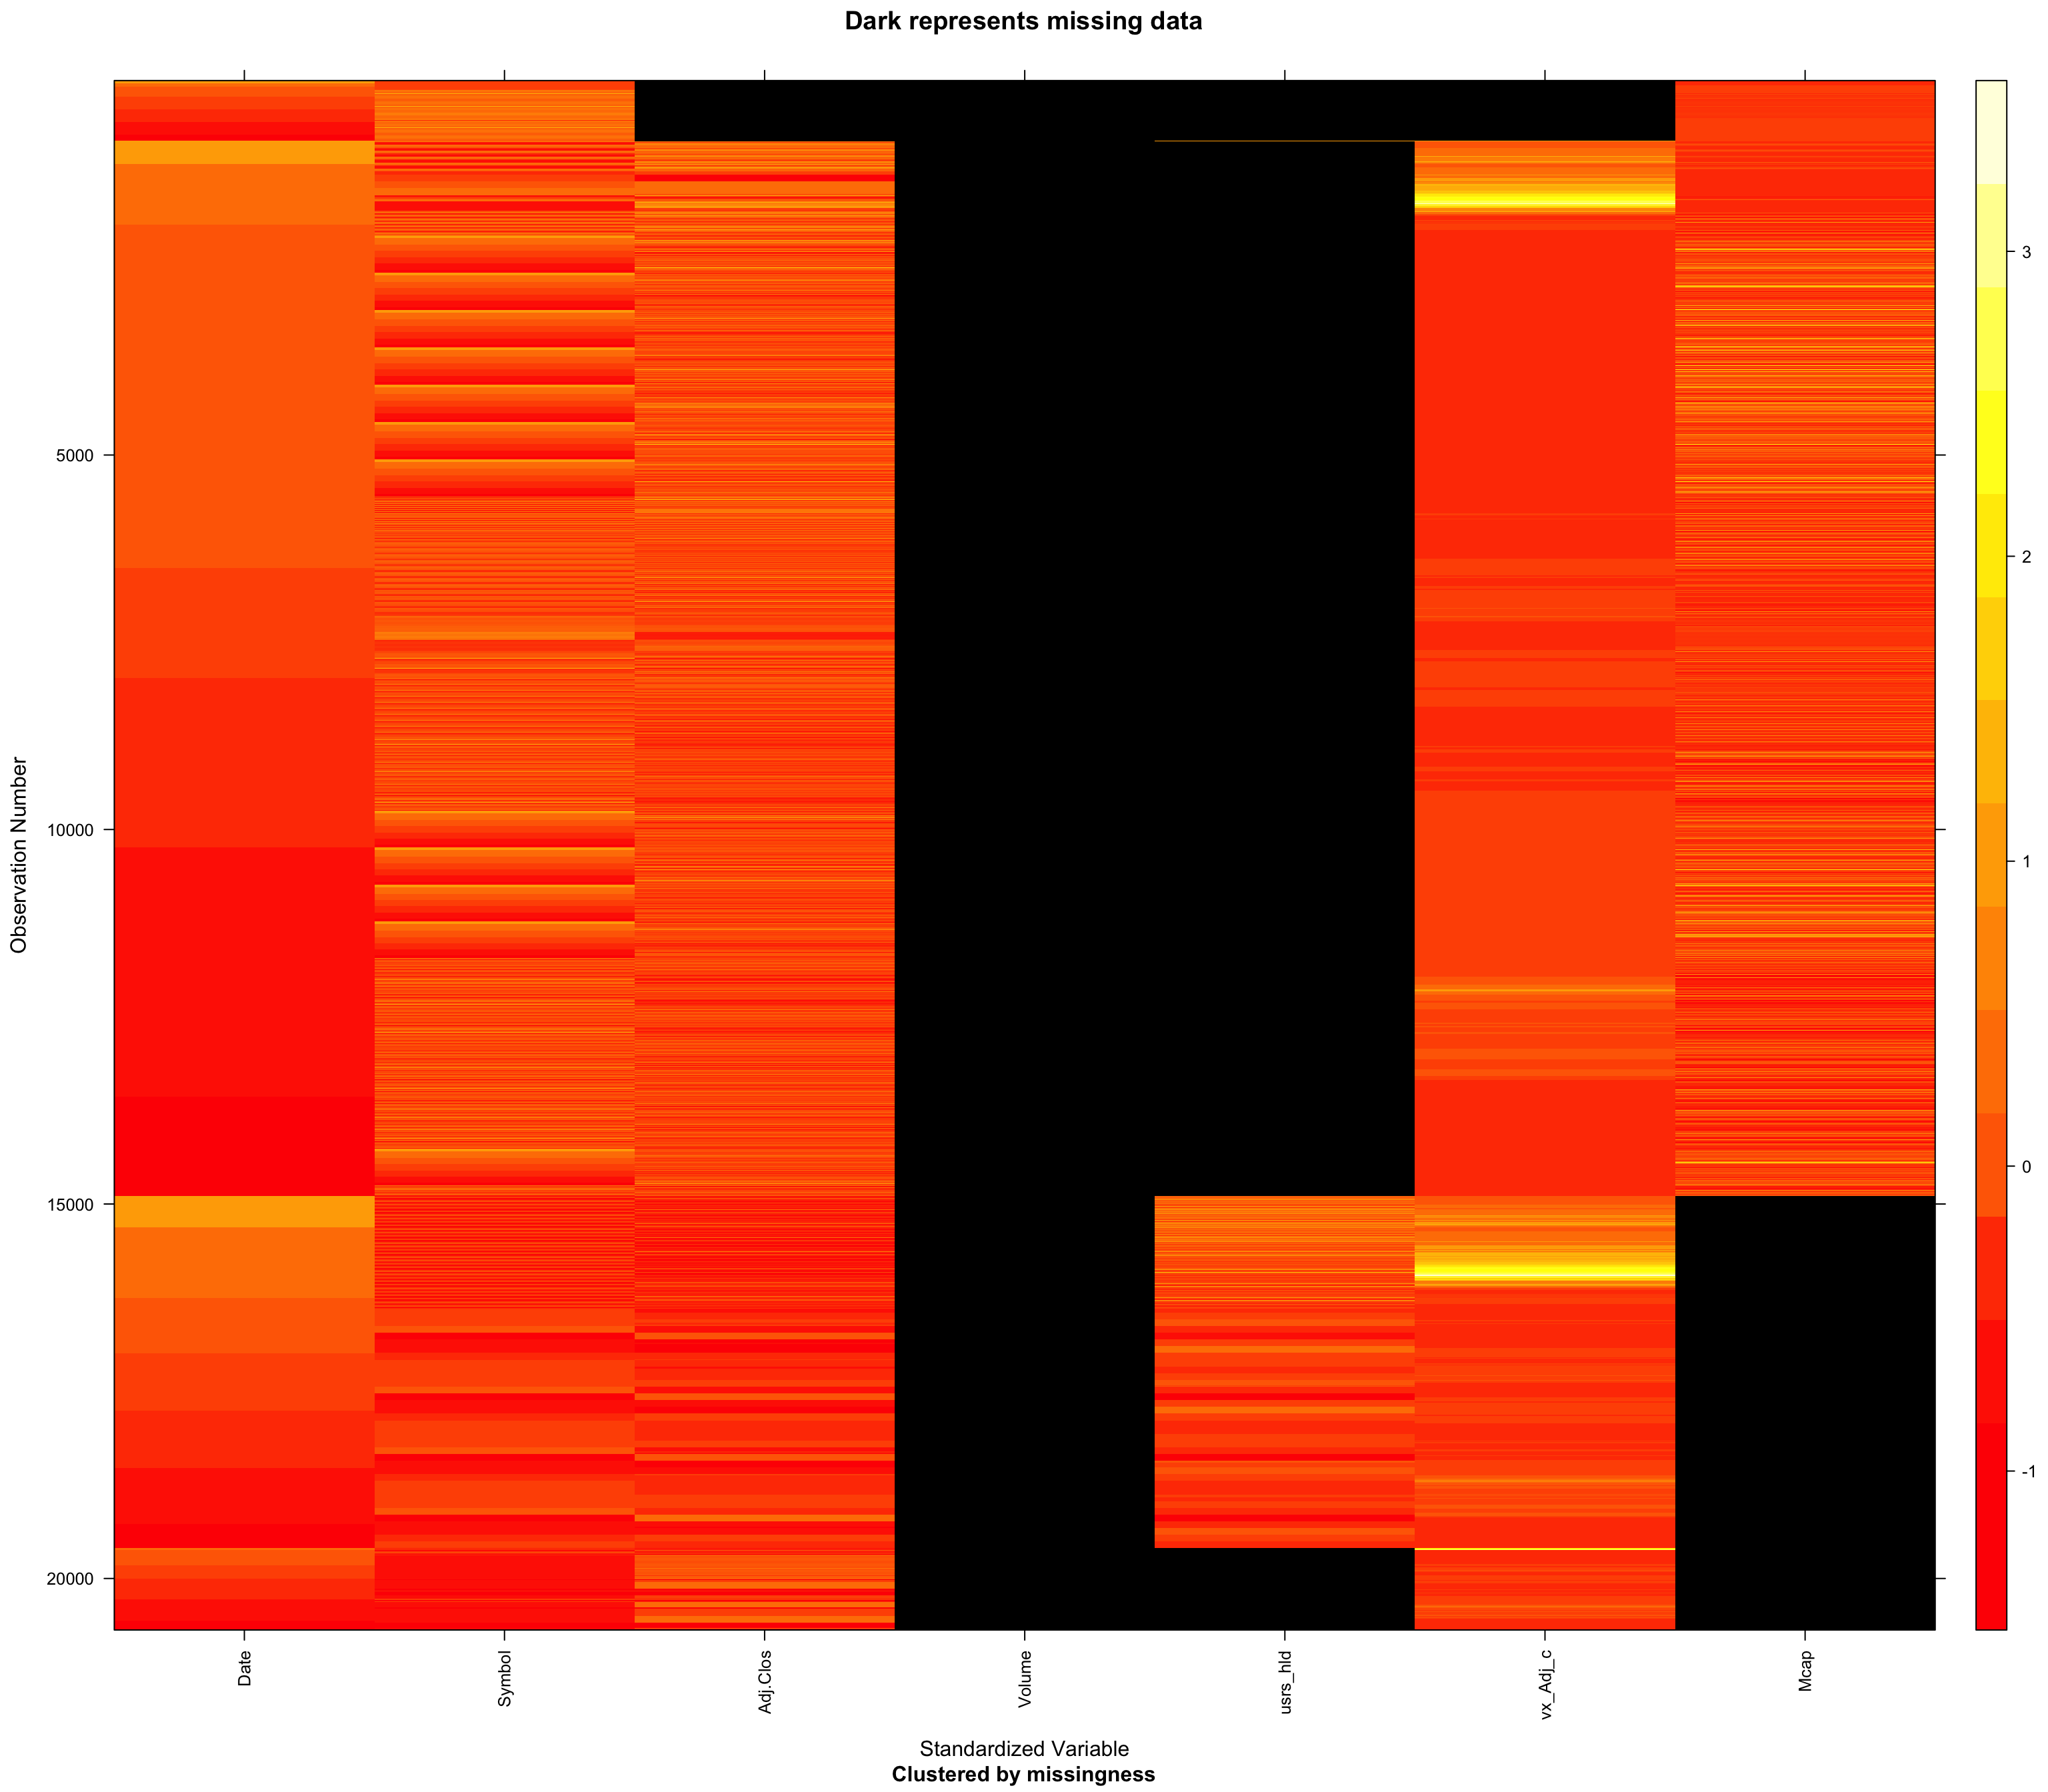 Dark represents missing data
Observation Number
5000
10000
15000
20000
3
2
1
0
-1
Date
Symbol
Adj.Clos
Volume
usrs_hld
vx_Adj_c
Mcap
Standardized Variable
Clustered by missingness